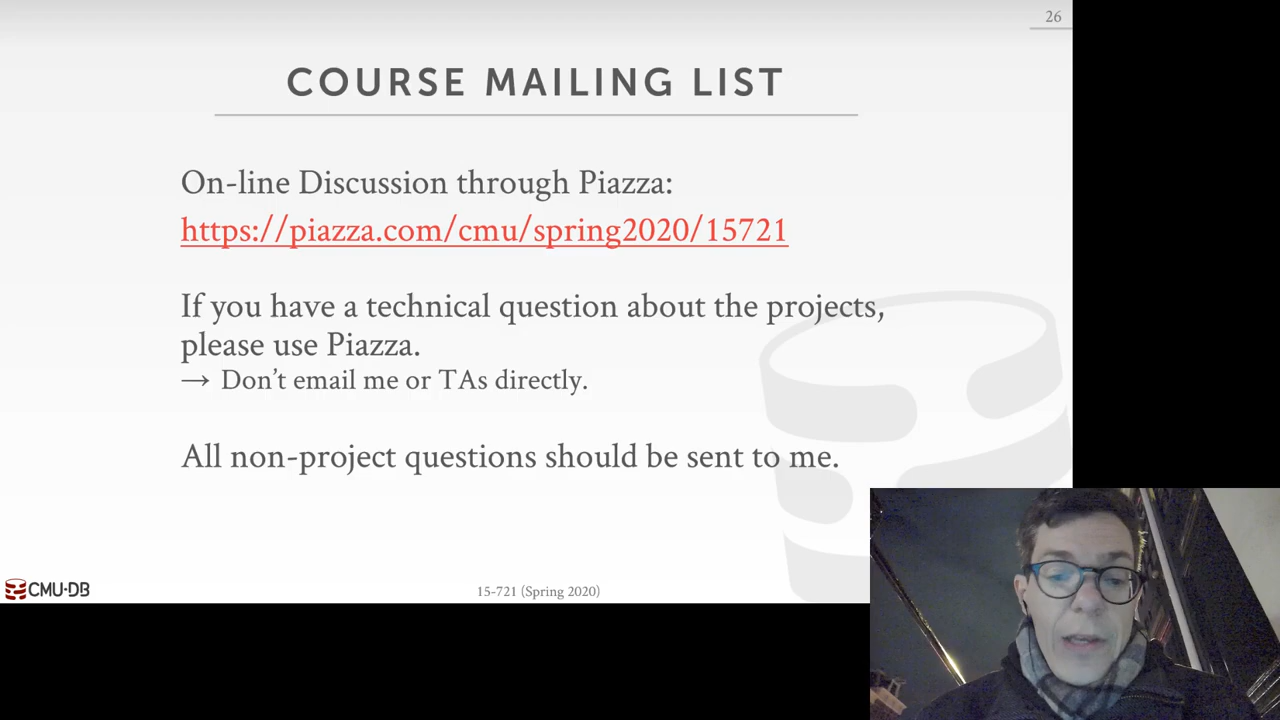 26
COURSE MAILING LIST
On-line Discussion through Piazza:
https://piazza.com/cmu/spring2020/15721
If you have a technical question about the projects,
please use Piazza.
→ Don’t email me or TAs directly.
All non-project questions should be sent to me.
CMU·DB
15-721 (Spring 2020)